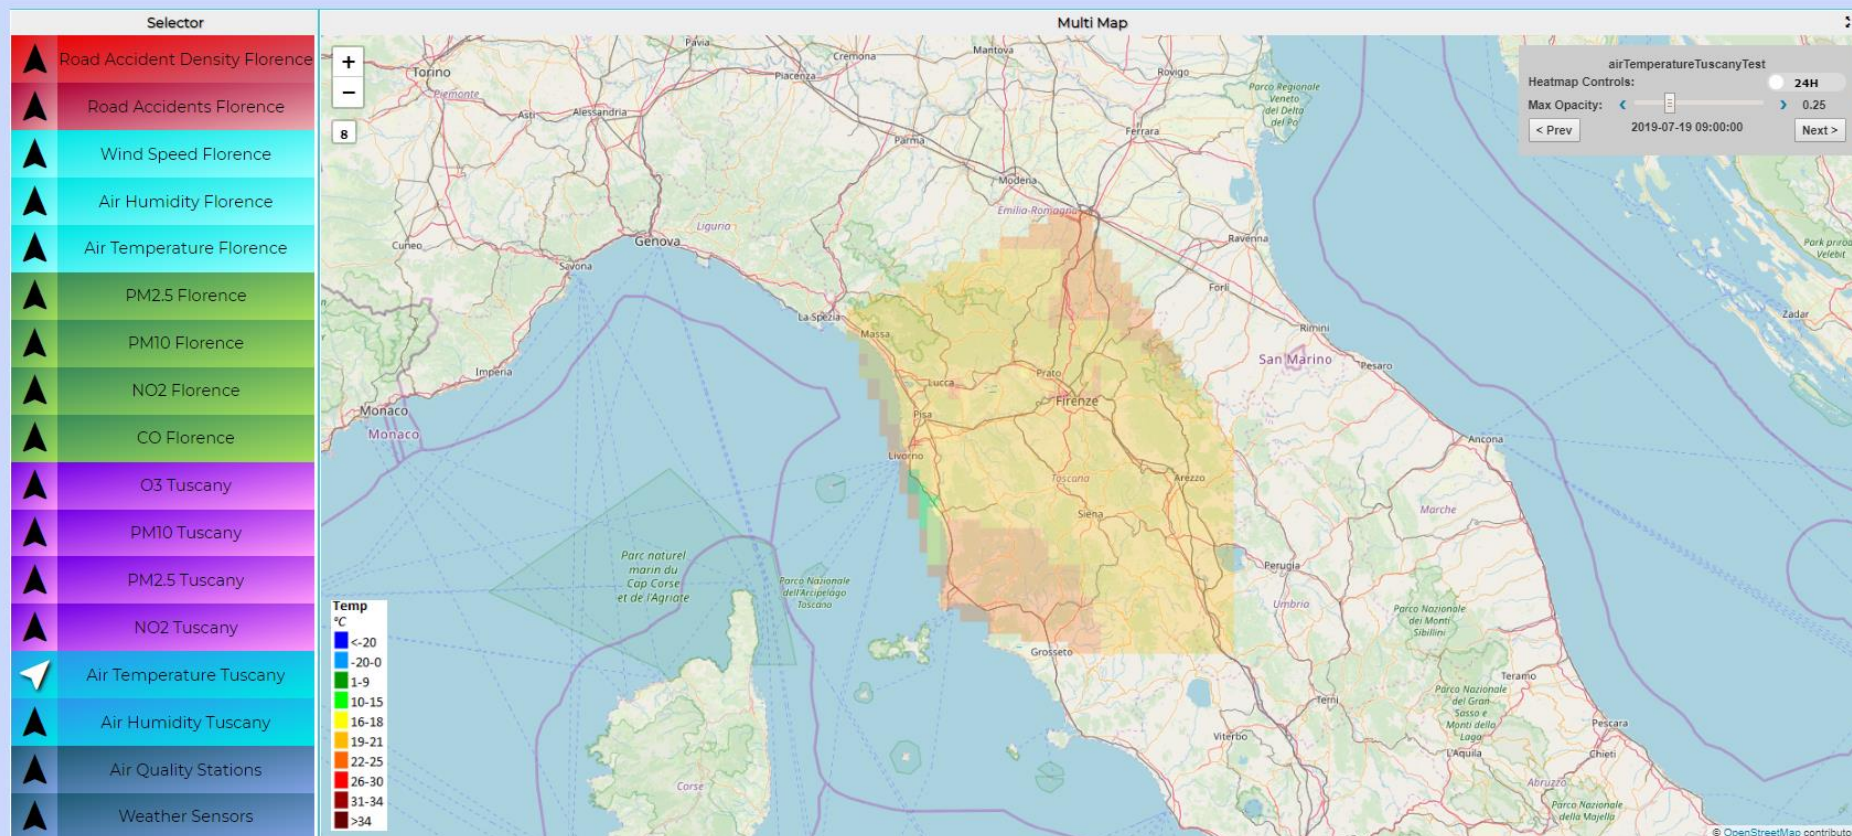 Selector
Road Accident Density Florence
Road Accidents Florence
Wind Speed Florence
Air Humidity Florence
Air Temperature Florence
PM2.5 Florence
PM10 Florence
NO2 Florence
CO Florence
O3 Tuscany
PM10 Tuscany
PM2.5 Tuscany
NO2 Tuscany
Air Temperature Tuscany
Air Humidity Tuscany
Air Quality Stations
Weather Sensors
Multi Map
+
−
8
airTemperatureTuscanyTest
Heatmap Controls:
24H
Max Opacity:
0.25
< Prev
2019-07-19 09:00:00
Next >
Pavia
Cremona
Mantova
Torino
Piacenza
Rovigo
Piemonte
Parco Regionale
Veneto
del Delta
del Po
Asti
Alessandria
Ferrara
Parma
Modena
Emilia-Romagna
Liguria
Genova
Cuneo
Ravenna
Savona
Park prirode
Velebit
Forlì
La Spezia
Massa
Rimini
Zadar
San Marino
Pesaro
Imperia
Prato
Lucca
Firenze
Monaco
Pisa
Monaco
Ancona
Livorno
Toscana
Arezzo
Siena
Marche
Parc naturel
marin du
Cap Corse
et de l'Agriate
Parco Nazionale
dell'Arcipelago
Toscano
Perugia
Umbria
Parco Nazionale
dei Monti
Sibillini
Grosseto
Teramo
Terni
Parco Nazionale
del Gran
Sasso e
Monti della
Laga
Pescara
Viterbo
L'Aquila
Chieti
Corse
Abruzzo
Parco Nazionale
della Majella
Temp
°C
<-20
-20-0
1-9
10-15
16-18
19-21
22-25
26-30
31-34
>34
© OpenStreetMap contributo